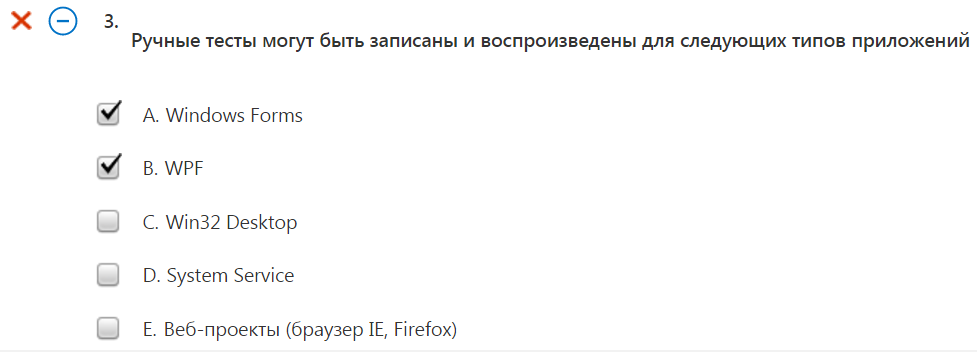 3.
Ручные тесты могут быть записаны и воспроизведены для следующих типов приложений
A. Windows Forms
B. WPF
C. Win32 Desktop
D. System Service
E. Веб-проекты (браузер IE, Firefox)